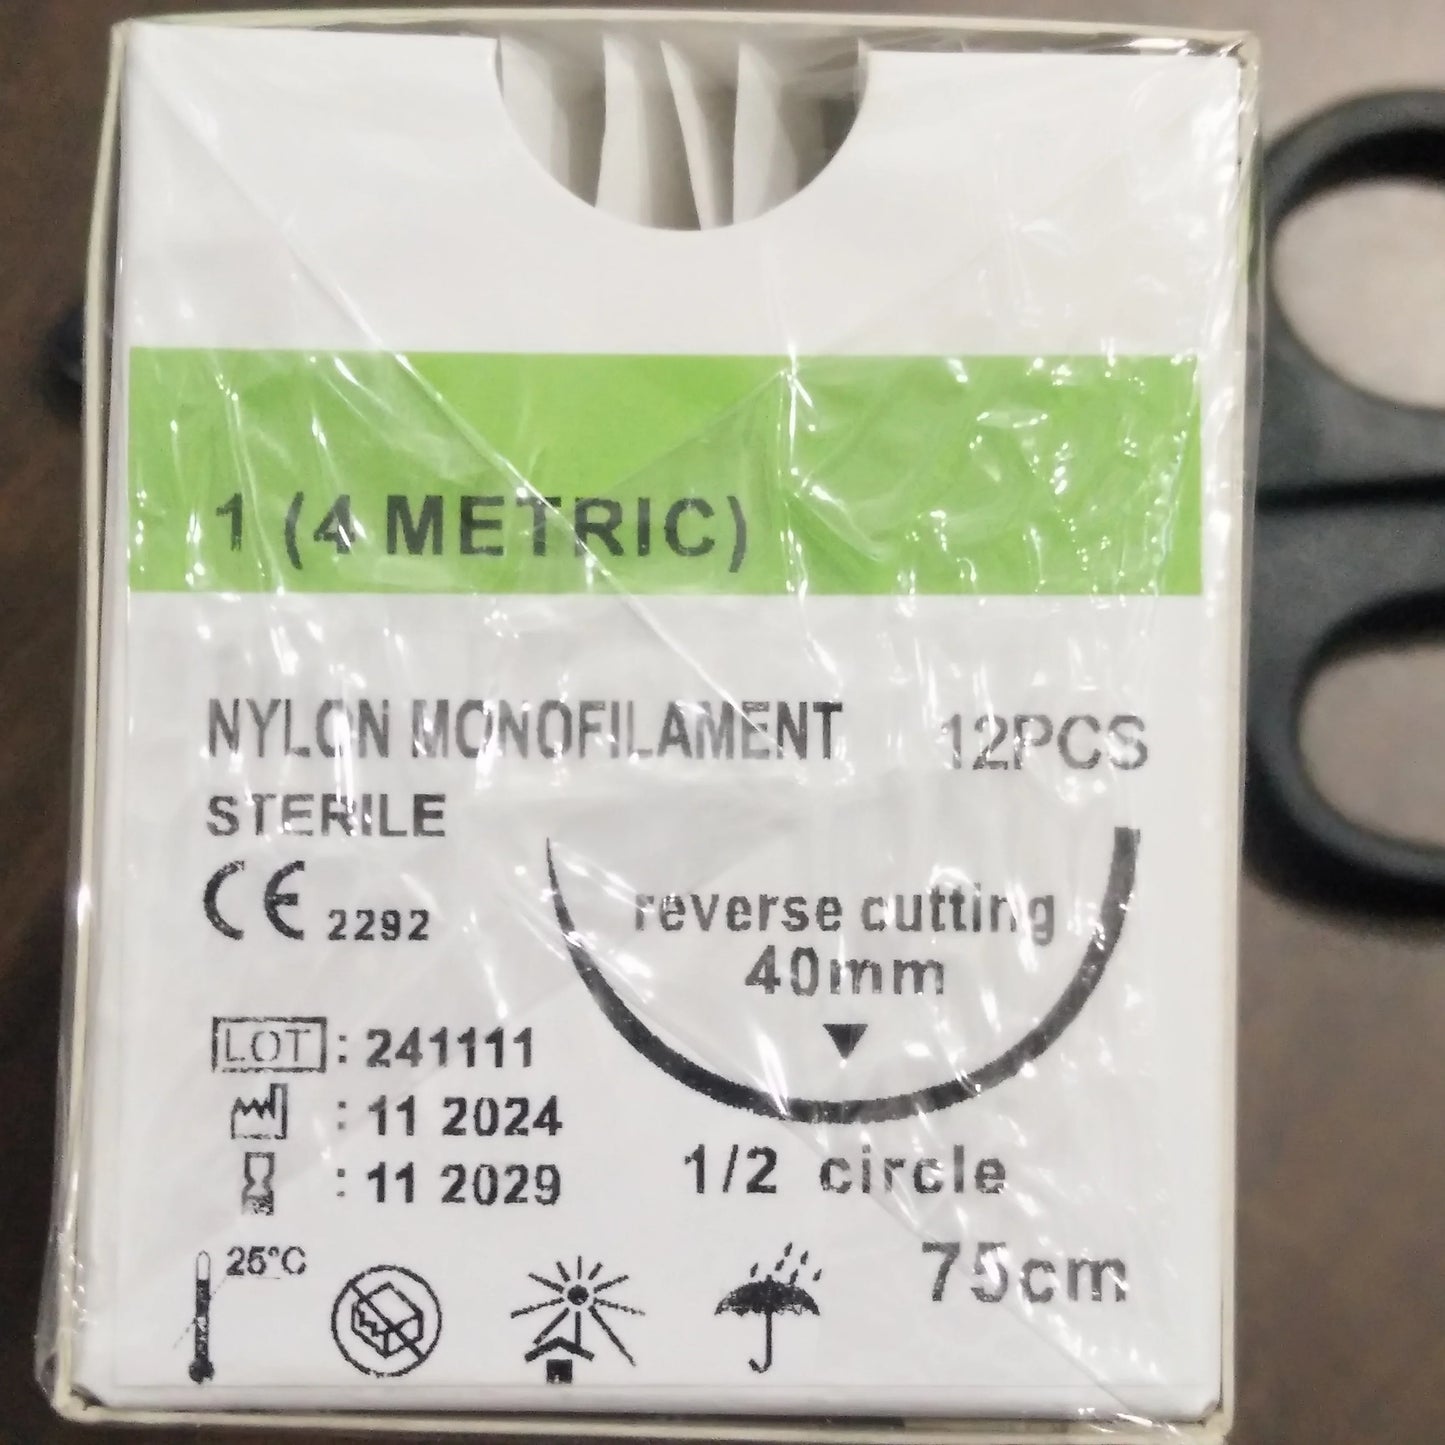 1 (4 METRIC)
NYLON MONOFILAMENT 12PCS
STERILE
CE 2292
reverse cutting
40mm
LOT : 241111
: 11 2024
: 11 2029
1/2 circle
75cm
25°C